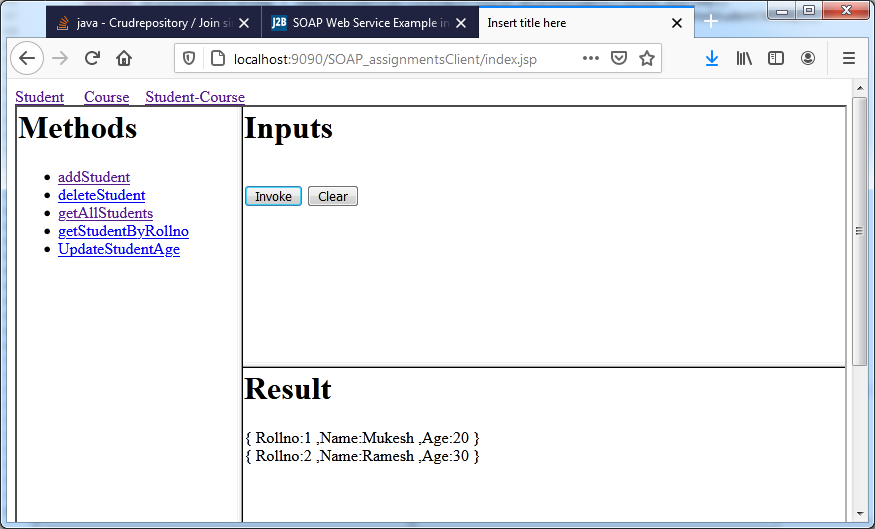 java - Crudrepository / Join si
SOAP Web Service Example in
Insert title here
localhost:9090/SOAP_assignmentsClient/index.jsp
Student Course Student-Course
Methods
addStudent
deleteStudent
getAllStudents
getStudentByRollno
UpdateStudentAge
Inputs
Invoke Clear
Result
{ Rollno:1 ,Name:Mukesh ,Age:20 }
{ Rollno:2 ,Name:Ramesh ,Age:30 }